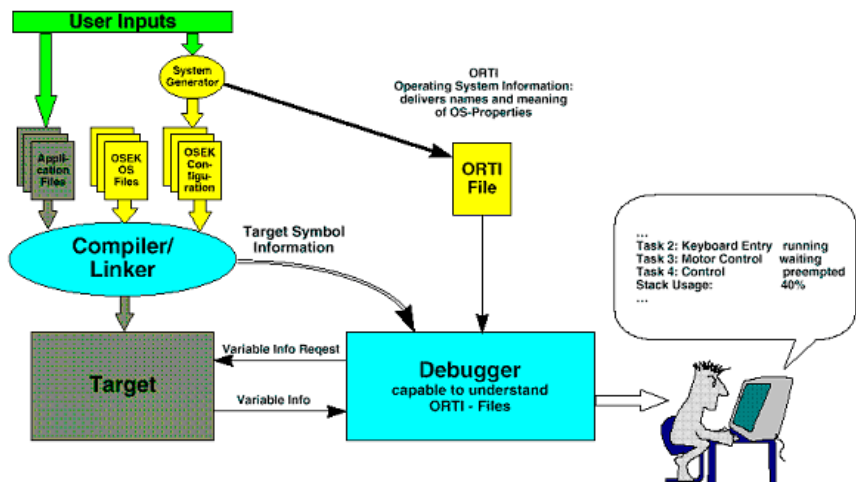 User Inputs
System
Generator
ORTI
Operating System Information:
delivers names and meaning
of OS-Properties
Appli-
cation
Files
OSEK
OS
Files
OSEK
Con-
figu-
ration
ORTI
File
Compiler/
Linker
Target Symbol
Information
...
Task 2: Keyboard Entry running
Task 3: Motor Control waiting
Task 4: Control preempted
Stack Usage: 40%
...
Target
Variable Info Reqest
Variable Info
Debugger
capable to understand
ORTI - Files